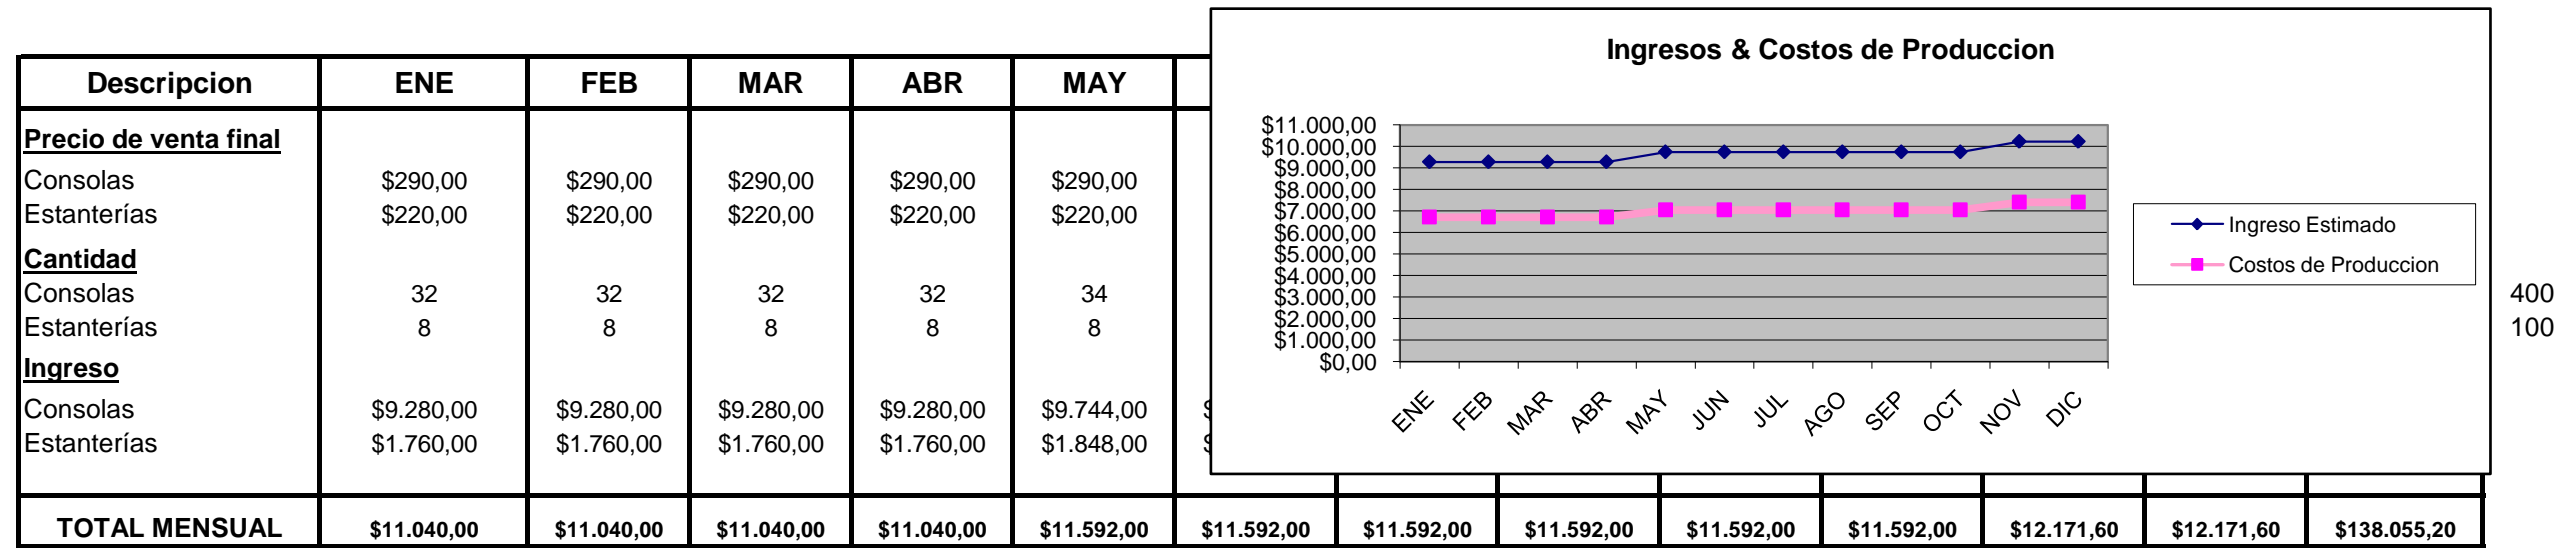 Ingresos & Costos de Produccion
Descripcion ENE FEB MAR ABR MAY
Precio de venta final
Consolas $290,00 $290,00 $290,00 $290,00 $290,00
Estanterías $220,00 $220,00 $220,00 $220,00 $220,00
Cantidad
Consolas 32 32 32 32 34 400
Estanterías 8 8 8 8 8 100
Ingreso
Consolas $9.280,00 $9.280,00 $9.280,00 $9.280,00 $9.744,00
Estanterías $1.760,00 $1.760,00 $1.760,00 $1.760,00 $1.848,00
TOTAL MENSUAL $11.040,00 $11.040,00 $11.040,00 $11.040,00 $11.592,00 $11.592,00 $11.592,00 $11.592,00 $11.592,00 $11.592,00 $12.171,60 $12.171,60 $138.055,20
$11.000,00
$10.000,00
$9.000,00
$8.000,00
$7.000,00
$6.000,00
$5.000,00
$4.000,00
$3.000,00
$2.000,00
$1.000,00
$0,00
ENE FEB MAR ABR MAY JUN JUL AGO SEP OCT NOV DIC
Ingreso Estimado
Costos de Produccion